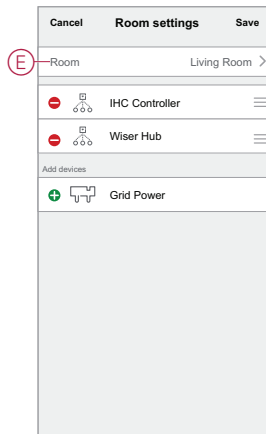 Cancel Room settings Save
E Room Living Room
IHC Controller
Wiser Hub
Add devices
Grid Power